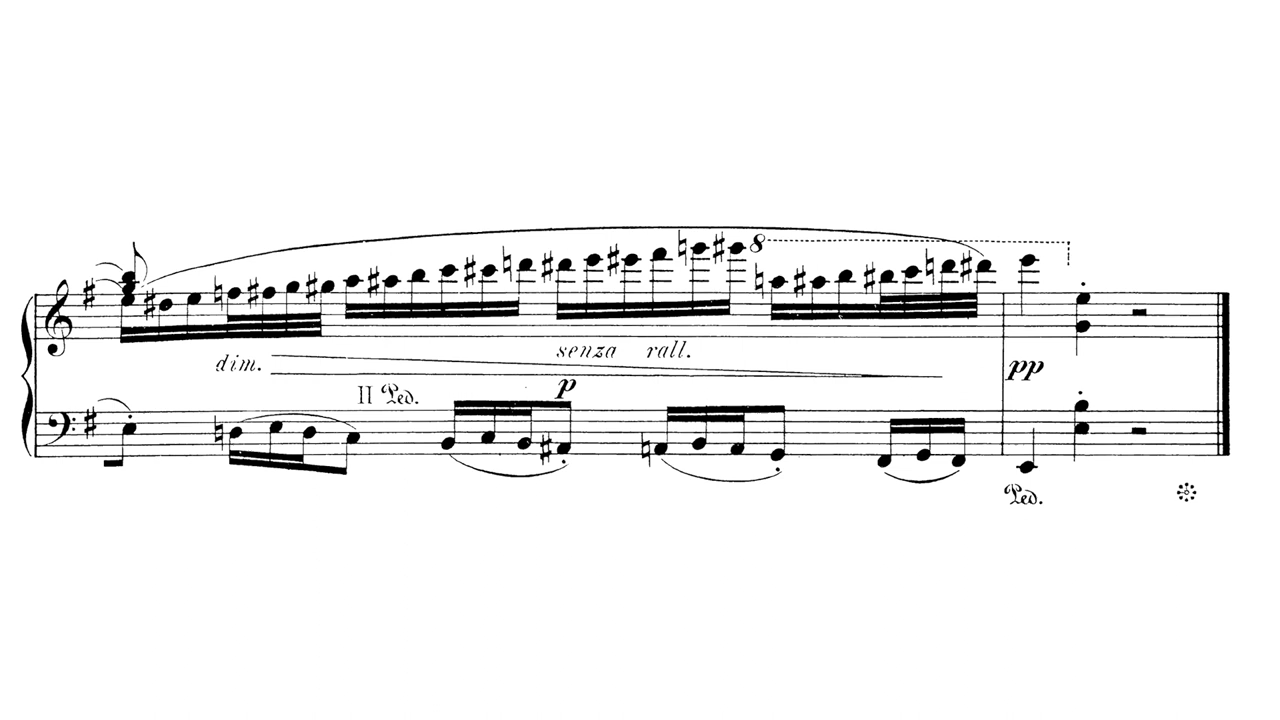 8
dim.
senza rall.
II Ped.
p
pp
Ped.